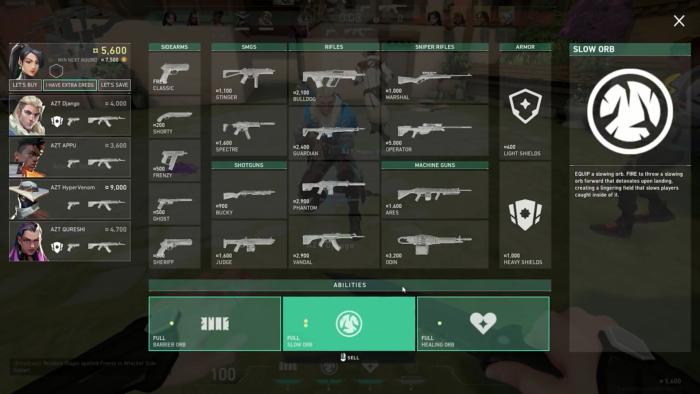 ¤ 5,600
MIN NEXT ROUND: ¤ 7,500
LET'S BUY
I HAVE EXTRA CREDS
LET'S SAVE
AZT Django
¤ 4,000
AZT APPU
¤ 3,600
AZT HyperVenom
¤ 9,000
AZT QURESHI
¤ 4,700
SIDEARMS
FREE
CLASSIC
¤200
SHORTY
¤500
FRENZY
¤500
GHOST
SHERIFF
SMGS
¤1,100
STINGER
¤1,600
SPECTRE
SHOTGUNS
¤900
BUCKY
¤1,600
JUDGE
RIFLES
¤2,100
BULLDOG
¤2,400
GUARDIAN
¤2,900
PHANTOM
¤2,900
VANDAL
SNIPER RIFLES
¤1,000
MARSHAL
¤5,000
OPERATOR
MACHINE GUNS
¤1,600
ARES
¤3,200
ODIN
ARMOR
¤400
LIGHT SHIELDS
¤1,000
HEAVY SHIELDS
ABILITIES
FULL
BARRIER ORB
FULL
SLOW ORB
FULL
HEALING ORB
SELL
SLOW ORB
EQUIP a slowing orb. FIRE to throw a slowing
orb forward that detonates upon landing,
creating a lingering field that slows players
caught inside of it.
100
¤ 5,600